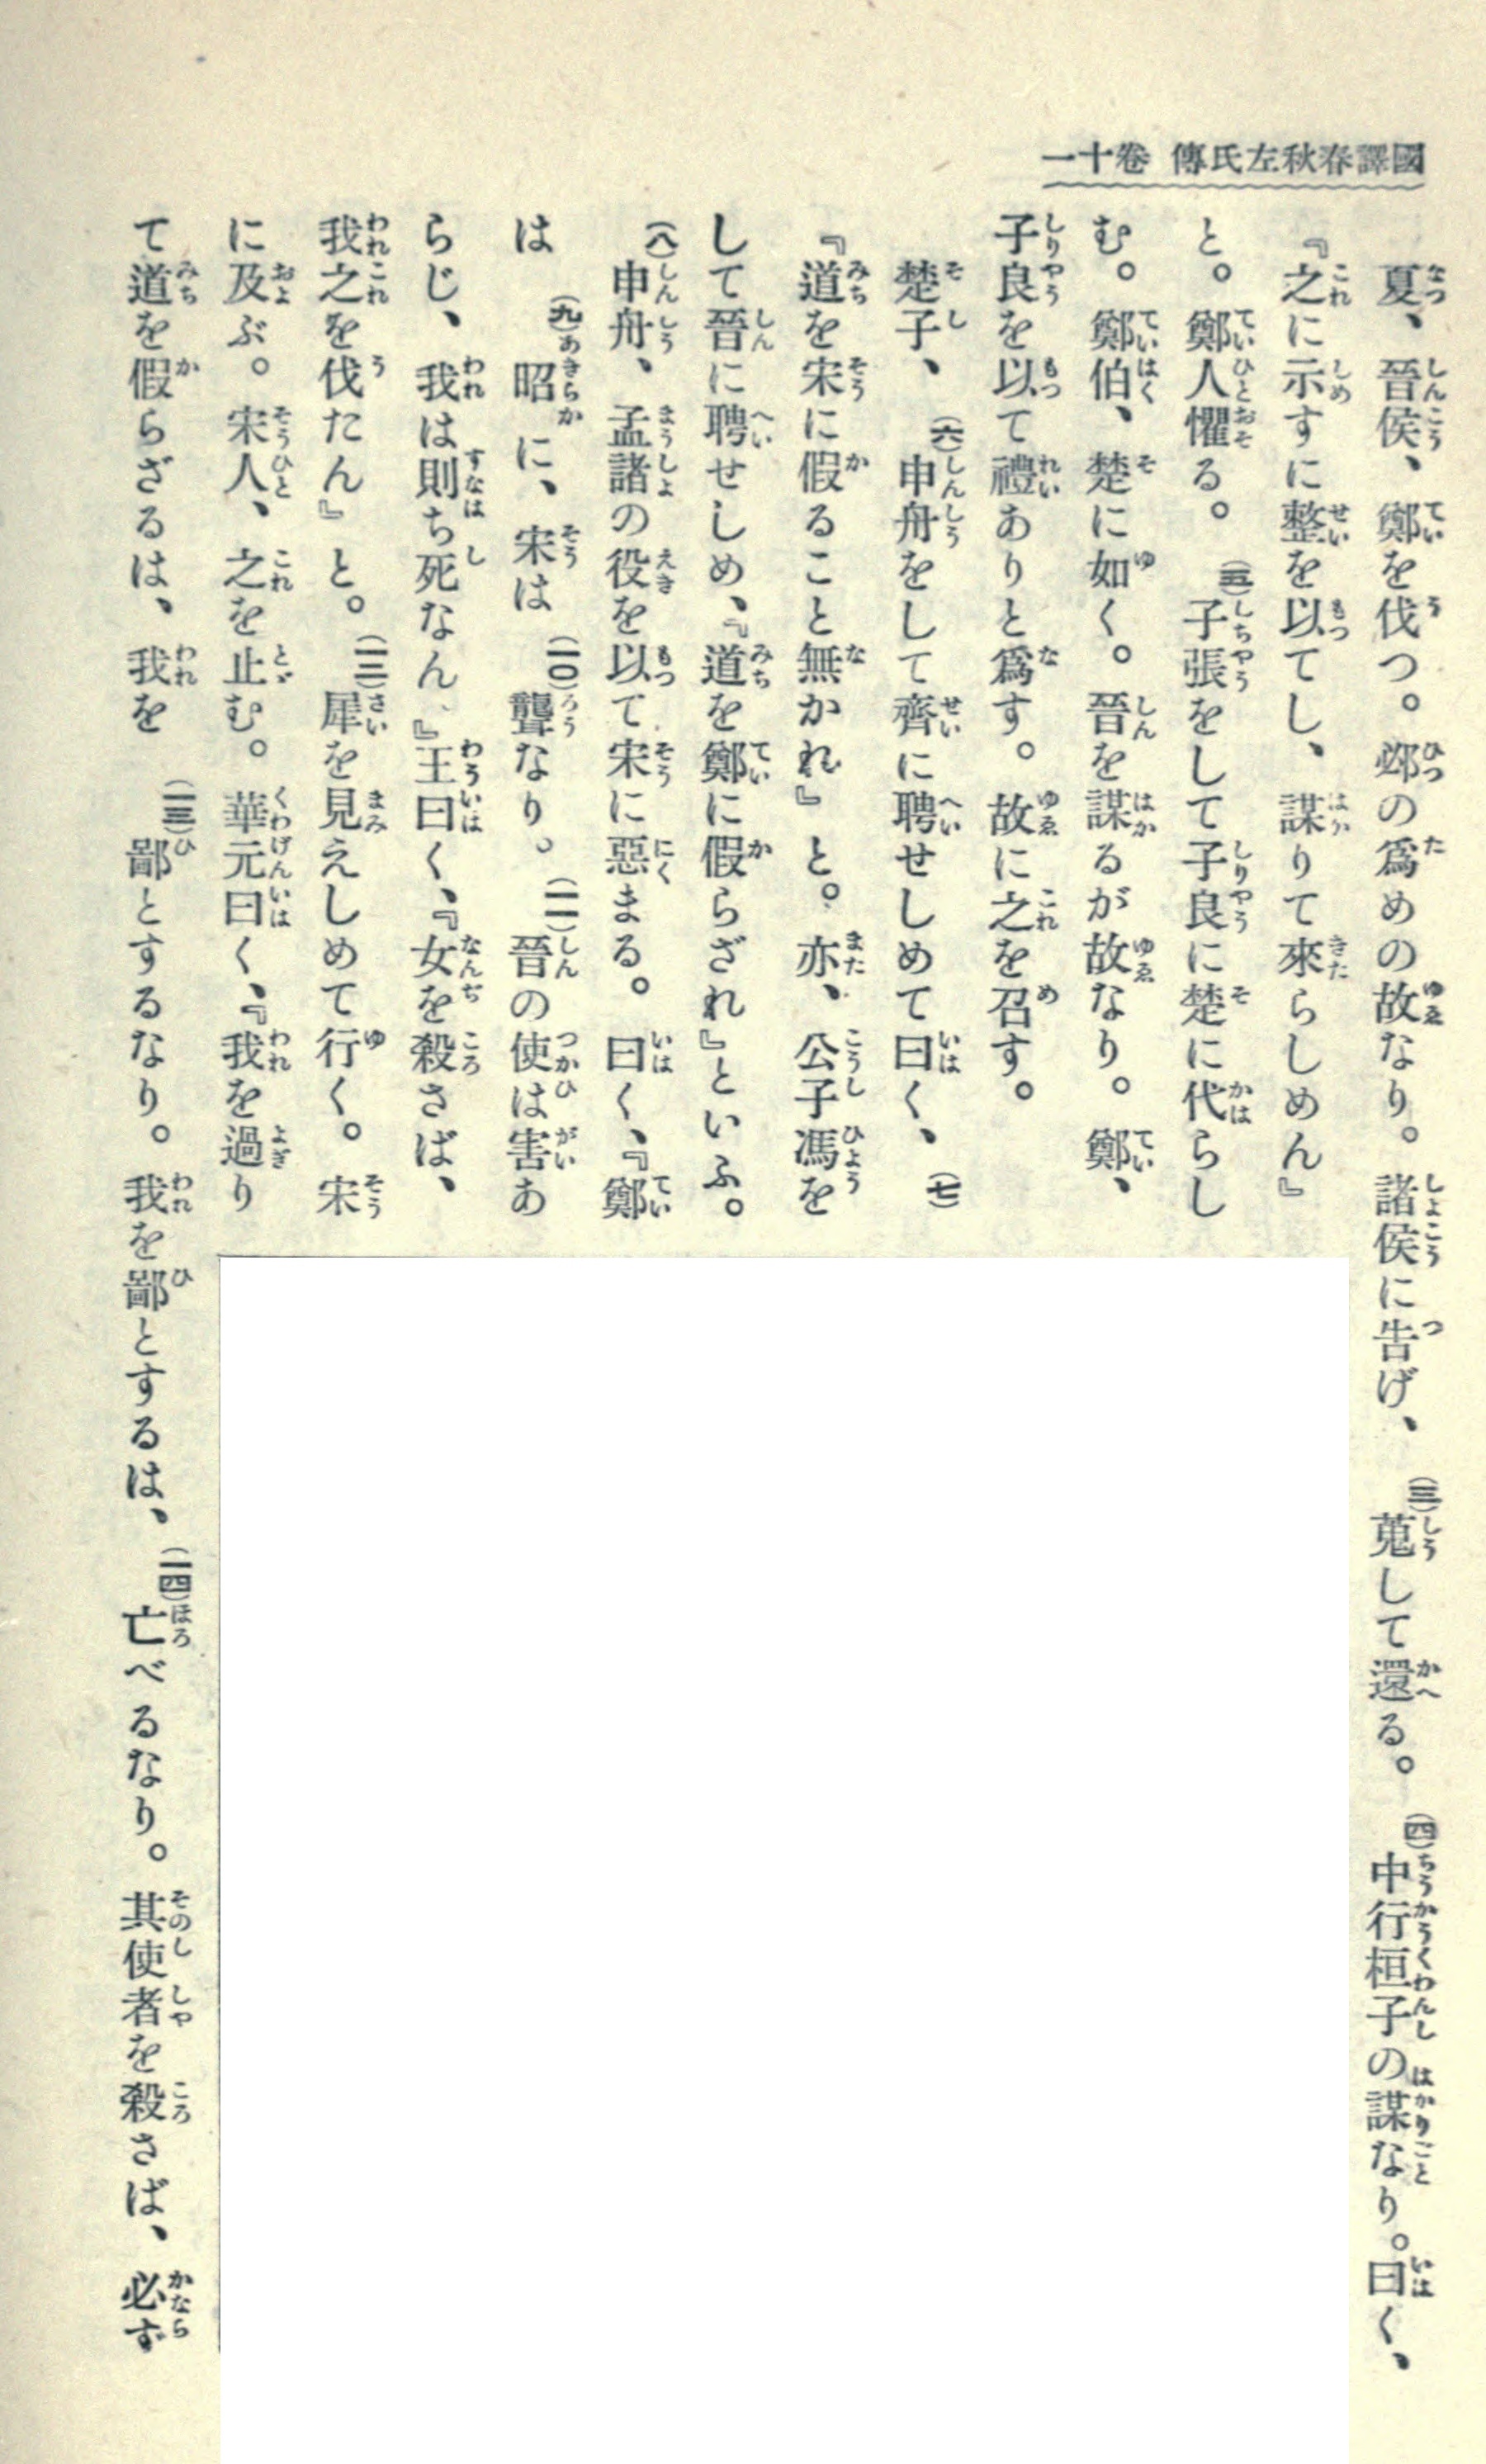 國譯春秋左氏傳 卷十一
夏、晉侯、鄭を伐つ。邲の爲めの故なり。諸侯に告げ、(三)蒐して還る。(四)中行桓子の謀なり。曰く、
『之に示すに整を以てし、謀りて來らしめん』
と。鄭人懼る。(五)子張をして子良に楚に代らし
む。鄭伯、楚に如く。晉を謀るが故なり。鄭、
子良を以て禮ありと爲す。故に之を召す。
楚子、(六)申舟をして齊に聘せしめて曰く、(七)
『道を宋に假ること無かれ』と。亦、公子馮を
して晉に聘せしめ、『道を鄭に假らざれ』といふ。
(八)申舟、孟諸の役を以て宋に惡まる。曰く、『鄭
は(九)昭に、宋は(一〇)聾なり。(一一)晉の使は害あ
らじ、我は則ち死なん』王曰く、『女を殺さば、
我之を伐たん』と。(一二)犀を見えしめて行く。宋
に及ぶ。宋人、之を止む。華元曰く、『我を過り
て道を假らざるは、我を(一三)鄙とするなり。我を鄙とするは、(一四)亡べるなり。其使者を殺さば、必ず